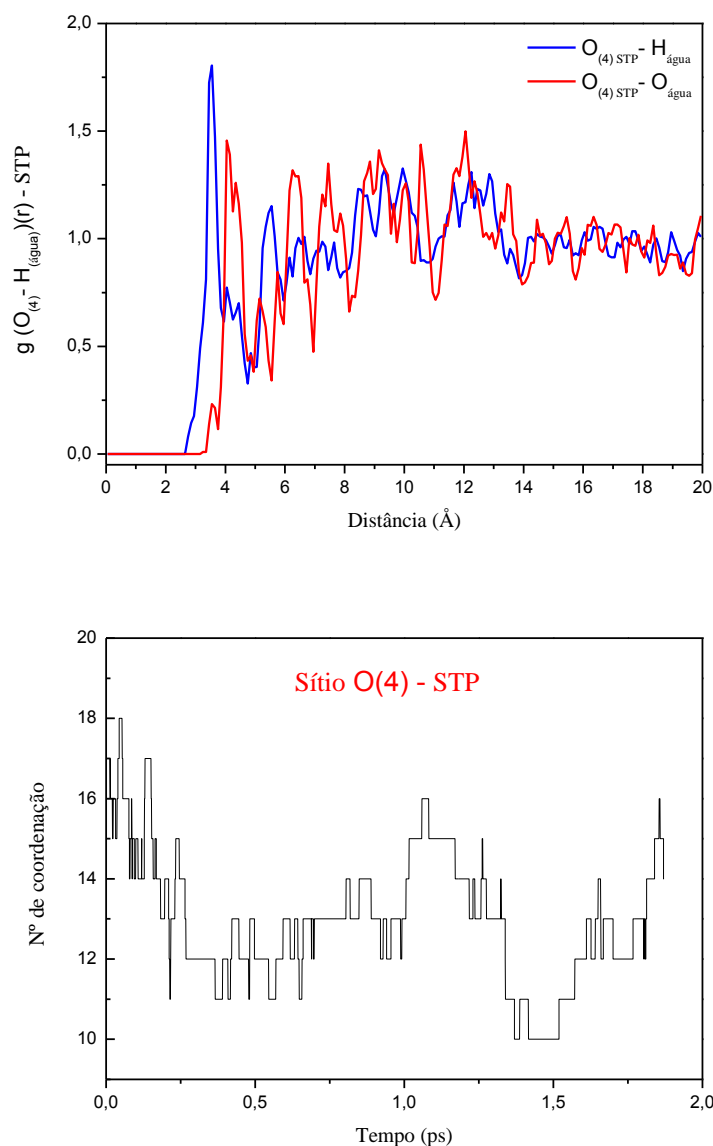 2,0
1,5
1,0
0,5
0,0
g (O(4) - H(água))(r) - STP
O(4) STP - Hágua
O(4) STP - Oágua
0 2 4 6 8 10 12 14 16 18 20
Distância (Å)
20
18
16
14
12
10
Nº de coordenação
Sítio O(4) - STP
0,0 0,5 1,0 1,5 2,0
Tempo (ps)